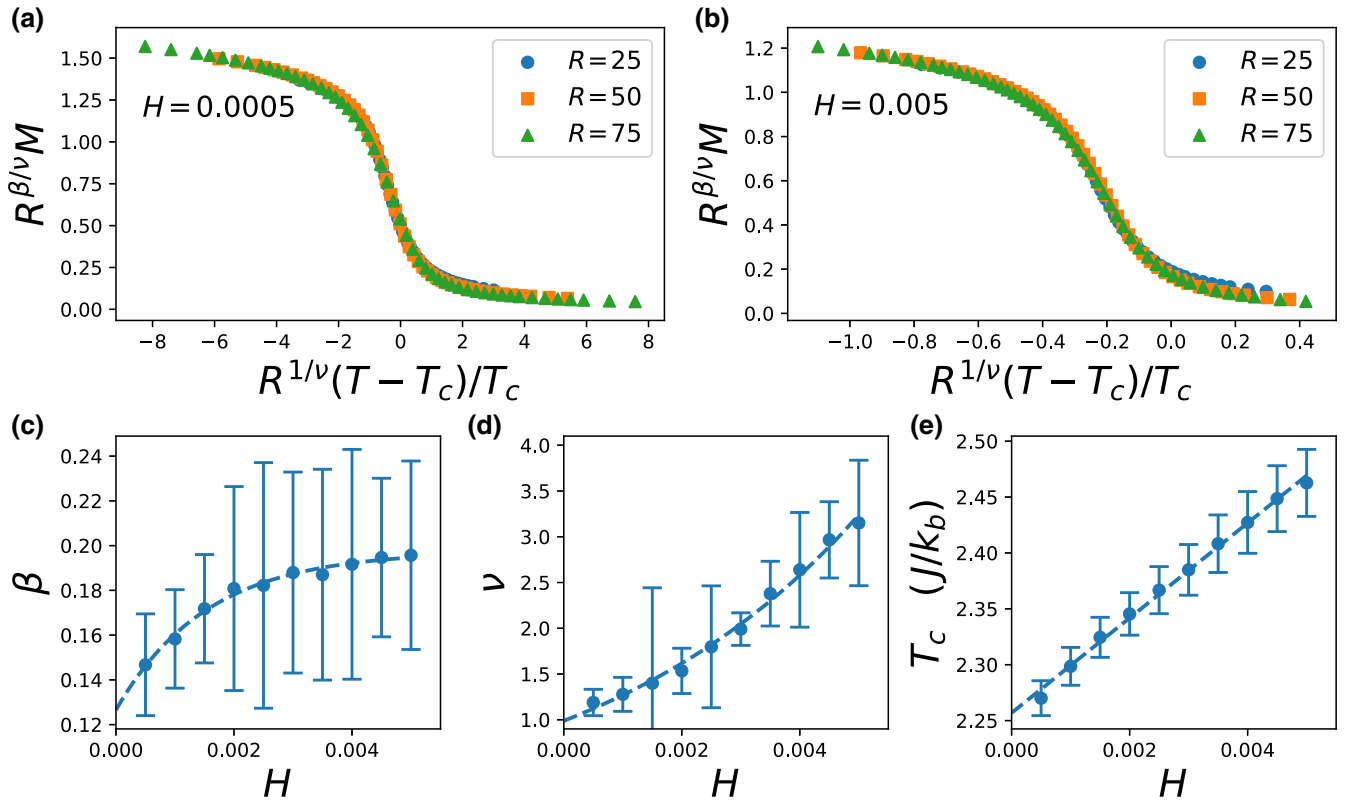 (a)
R^{β/ν}M
1.50
1.25
1.00
0.75
0.50
0.25
0.00
H = 0.0005
R = 25
R = 50
R = 75
−8 −6 −4 −2 0 2 4 6 8
R^{1/ν}(T − T_c)/T_c
(b)
R^{β/ν}M
1.2
1.0
0.8
0.6
0.4
0.2
0.0
H = 0.005
R = 25
R = 50
R = 75
−1.0 −0.8 −0.6 −0.4 −0.2 0.0 0.2 0.4
R^{1/ν}(T − T_c)/T_c
(c)
β
0.24
0.22
0.20
0.18
0.16
0.14
0.12
0.000 0.002 0.004
H
(d)
ν
4.0
3.5
3.0
2.5
2.0
1.5
1.0
0.000 0.002 0.004
H
(e)
T_c (J/k_b)
2.50
2.45
2.40
2.35
2.30
2.25
0.000 0.002 0.004
H